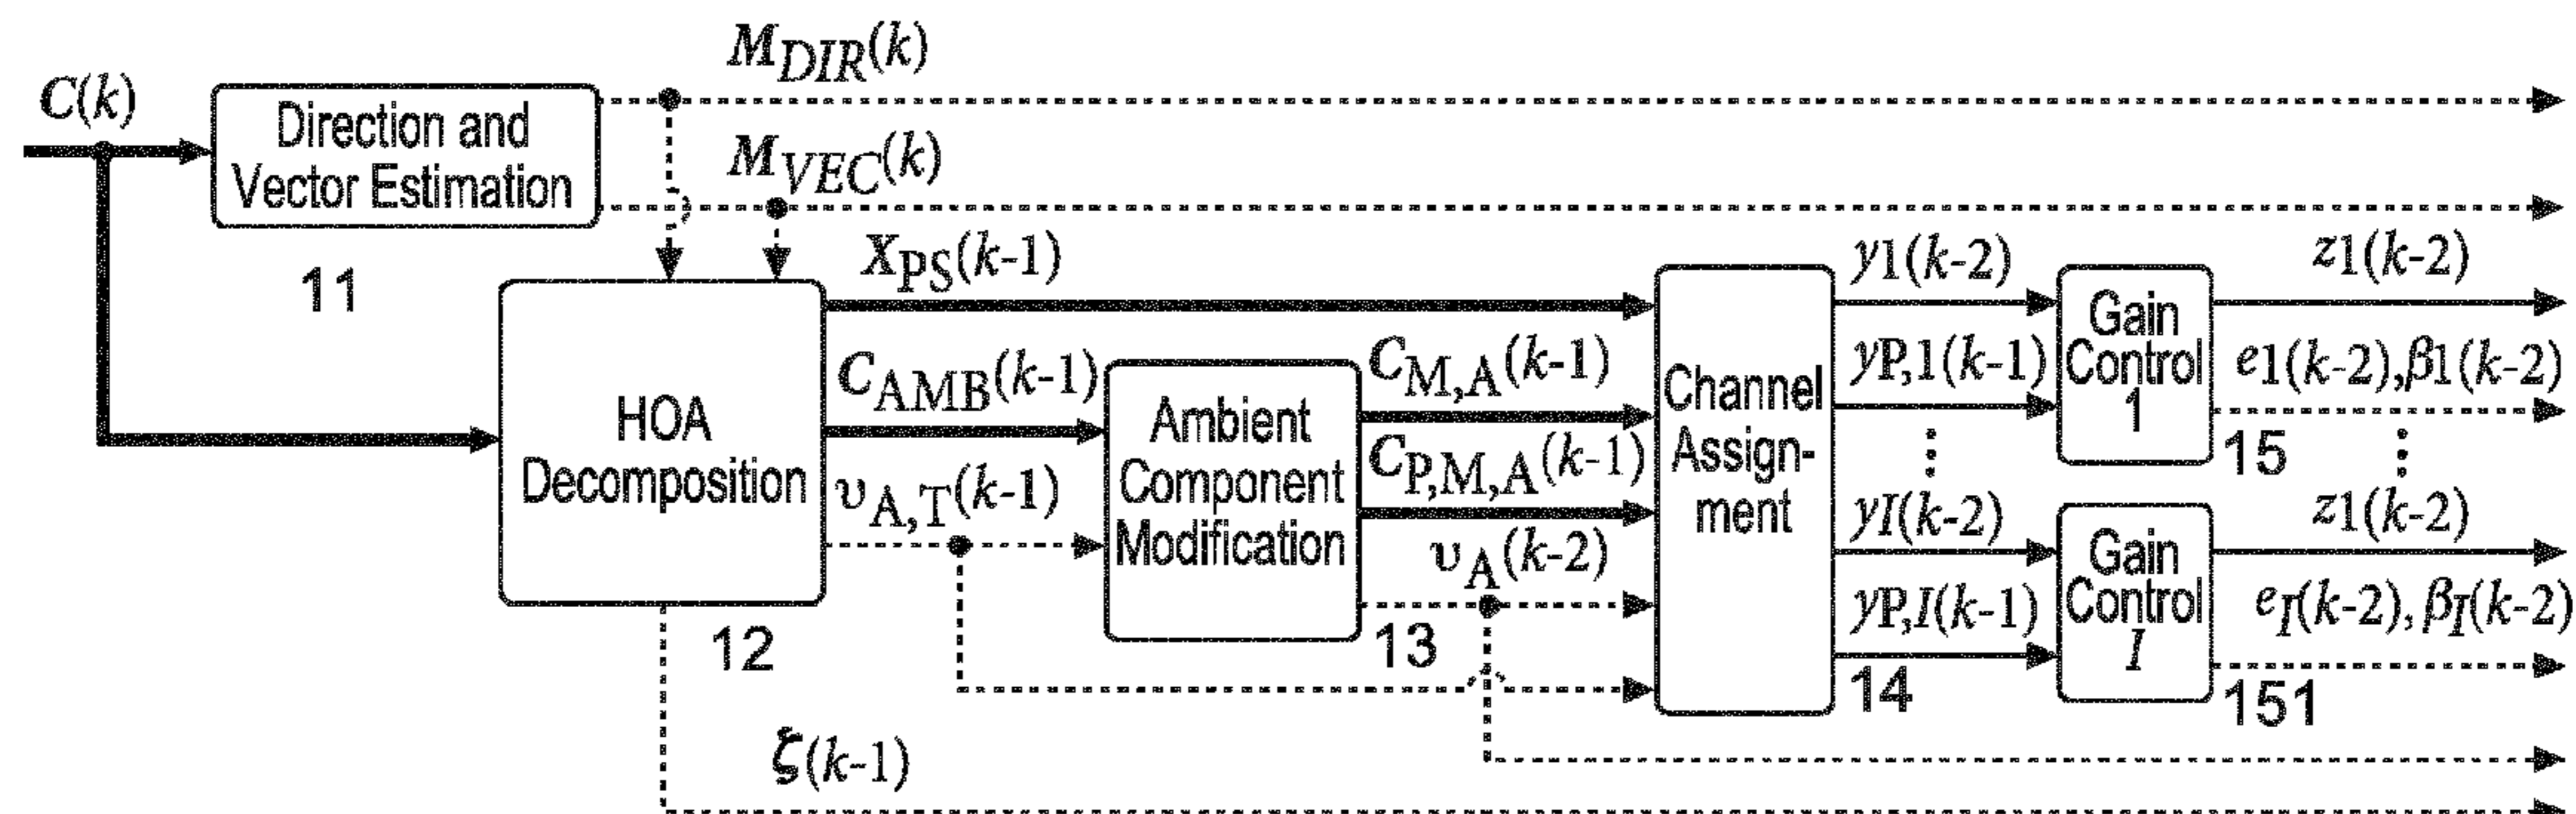 C(k)
Direction and
Vector Estimation
11
M_DIR(k)
M_VEC(k)
HOA
Decomposition
12
X_PS(k-1)
C_AMB(k-1)
υ_A,T(k-1)
ζ(k-1)
Ambient
Component
Modification
13
C_M,A(k-1)
C_P,M,A(k-1)
υ_A(k-2)
Channel
Assign-
ment
14
y1(k-2)
yP,1(k-1)
⋮
yI(k-2)
yP,I(k-1)
Gain
Control
1
15
Gain
Control
I
151
z1(k-2)
e1(k-2),β1(k-2)
⋮
z1(k-2)
e_I(k-2), β_I(k-2)